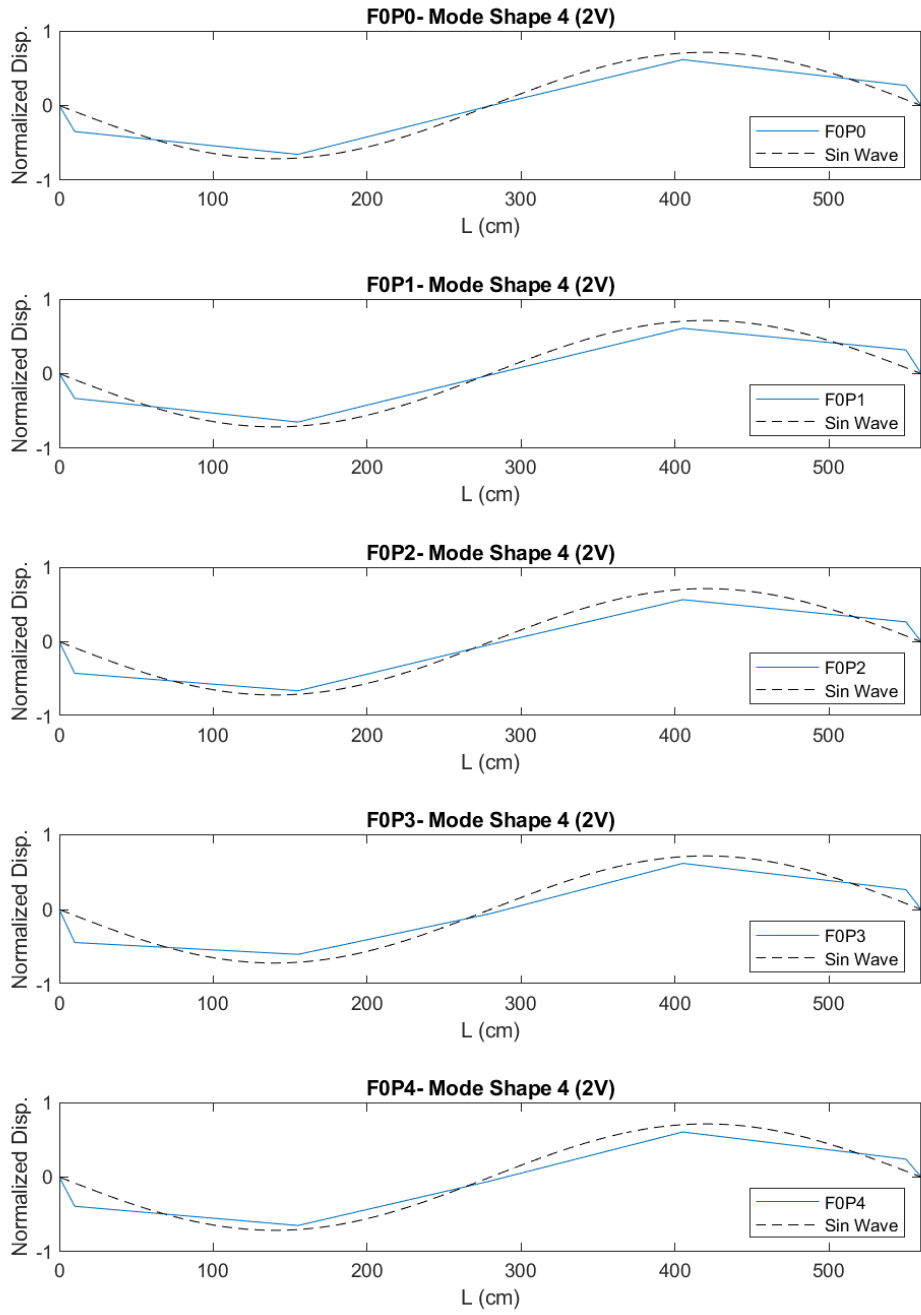 F0P0- Mode Shape 4 (2V)
Normalized Disp.
1
0
-1
0 100 200 300 400 500
L (cm)
F0P0
Sin Wave
F0P1- Mode Shape 4 (2V)
Normalized Disp.
1
0
-1
0 100 200 300 400 500
L (cm)
F0P1
Sin Wave
F0P2- Mode Shape 4 (2V)
Normalized Disp.
1
0
-1
0 100 200 300 400 500
L (cm)
F0P2
Sin Wave
F0P3- Mode Shape 4 (2V)
Normalized Disp.
1
0
-1
0 100 200 300 400 500
L (cm)
F0P3
Sin Wave
F0P4- Mode Shape 4 (2V)
Normalized Disp.
1
0
-1
0 100 200 300 400 500
L (cm)
F0P4
Sin Wave